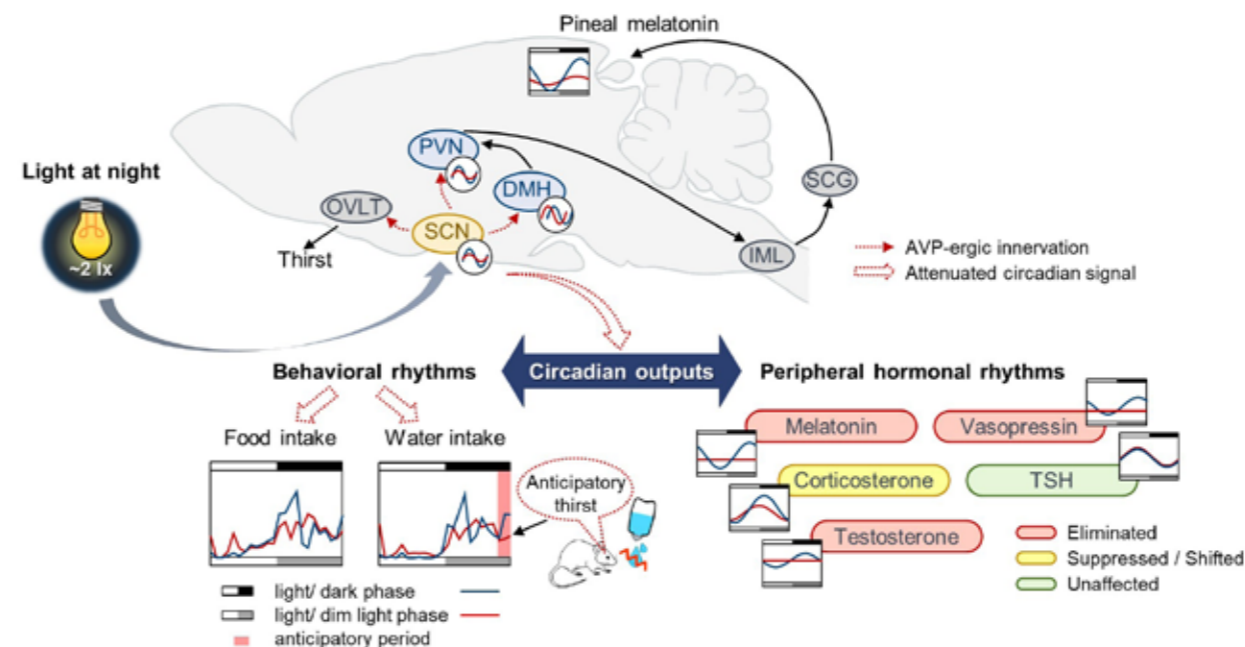 Pineal melatonin
PVN
DMH
Light at night
SCG
OVLT
SCN
~2 lx
Thirst
IML
AVP-ergic innervation
Attenuated circadian signal
Behavioral rhythms
Circadian outputs
Peripheral hormonal rhythms
Food intake
Water intake
Melatonin
Vasopressin
Anticipatory
thirst
Corticosterone
TSH
Testosterone
Eliminated
Suppressed / Shifted
Unaffected
light/ dark phase
light/ dim light phase
anticipatory period